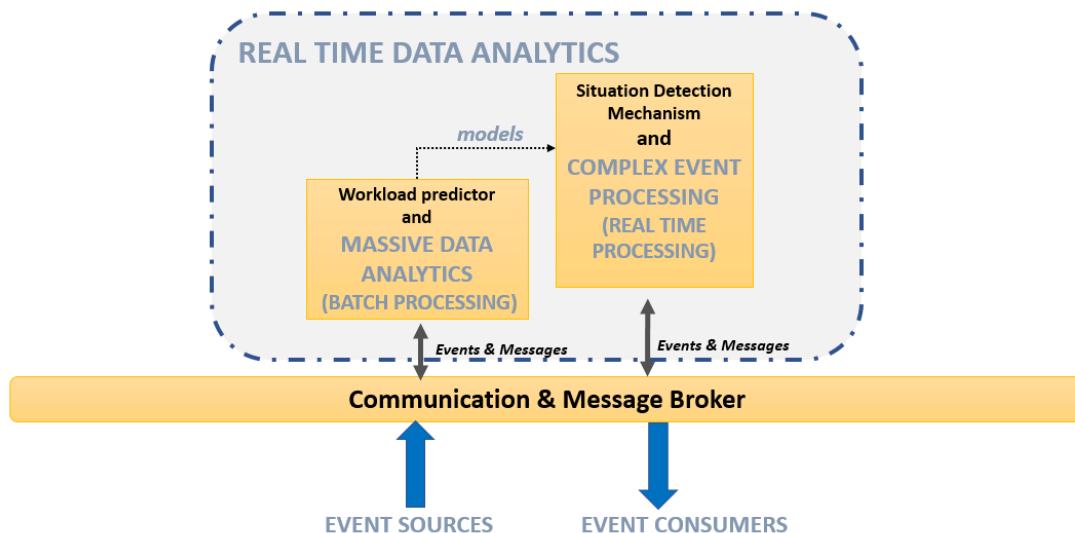 REAL TIME DATA ANALYTICS
Situation Detection
Mechanism
and
COMPLEX EVENT
PROCESSING
(REAL TIME
PROCESSING)
models
Workload predictor
and
MASSIVE DATA
ANALYTICS
(BATCH PROCESSING)
Events & Messages
Events & Messages
Communication & Message Broker
EVENT SOURCES
EVENT CONSUMERS